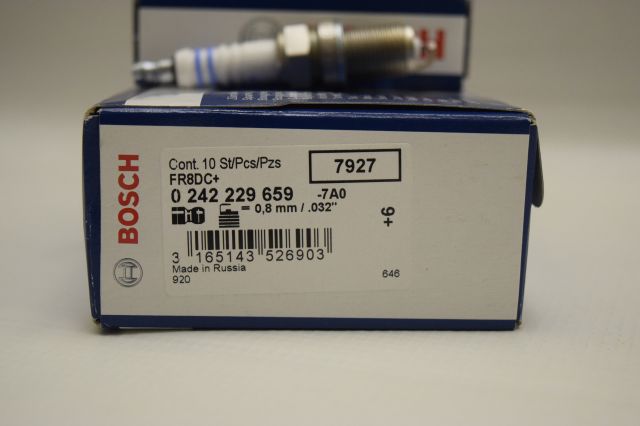 BOSCH
Cont. 10 St/Pcs/Pzs
7927
FR8DC+
0 242 229 659 -7A0
= 0,8 mm / .032"
+6
3 165143 526903
Made in Russia
920
646